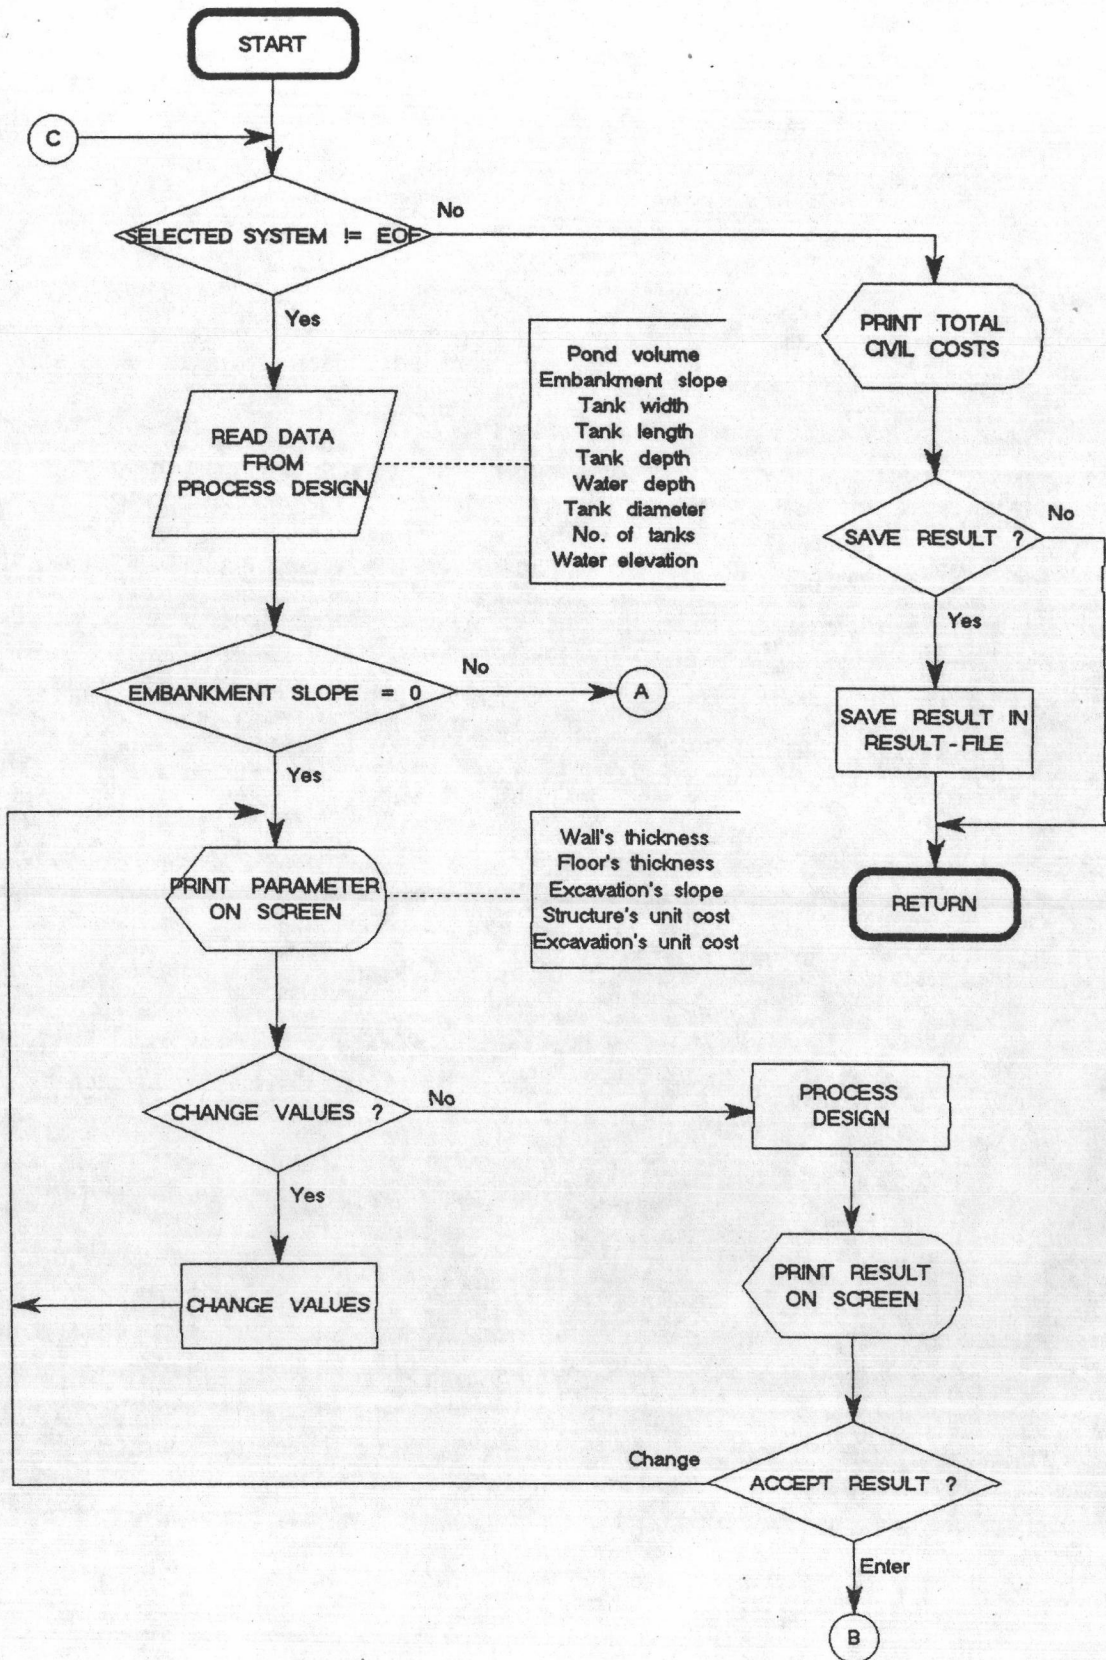 START
C
No
SELECTED SYSTEM != EOF
Yes
PRINT TOTAL
CIVIL COSTS
Pond volume
Embankment slope
Tank width
Tank length
Tank depth
Water depth
Tank diameter
No. of tanks
Water elevation
READ DATA
FROM
PROCESS DESIGN
No
SAVE RESULT ?
Yes
No
EMBANKMENT SLOPE = 0
A
SAVE RESULT IN
RESULT-FILE
Yes
Wall's thickness
Floor's thickness
Excavation's slope
Structure's unit cost
Excavation's unit cost
PRINT PARAMETER
ON SCREEN
RETURN
CHANGE VALUES ?
No
PROCESS
DESIGN
Yes
PRINT RESULT
ON SCREEN
CHANGE VALUES
Change
ACCEPT RESULT ?
Enter
B